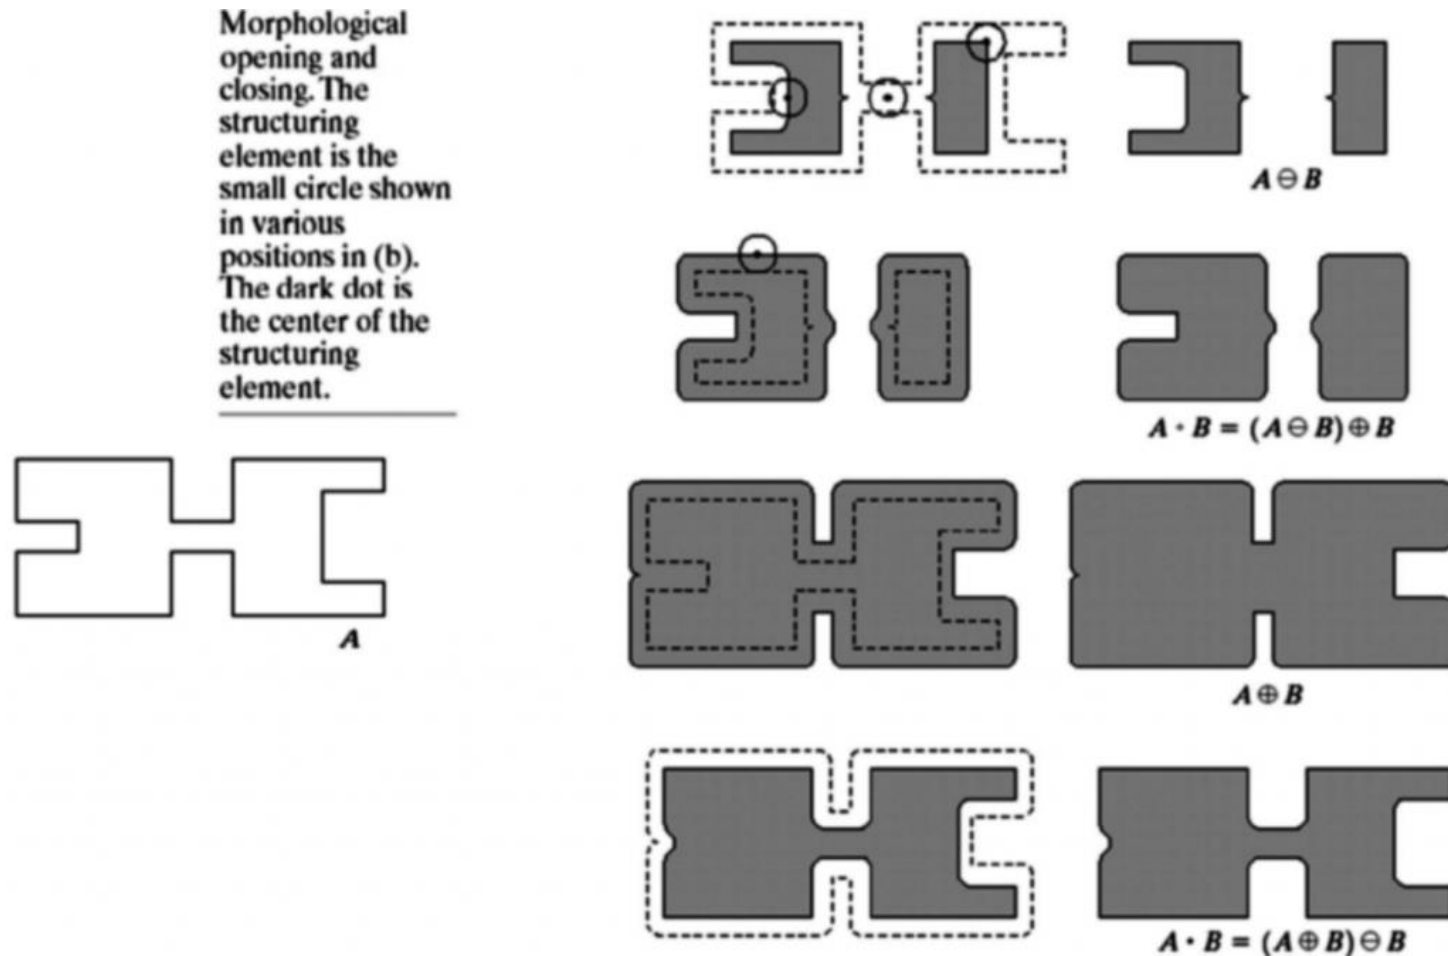 Morphological
opening and
closing. The
structuring
element is the
small circle shown
in various
positions in (b).
The dark dot is
the center of the
structuring
element.
A
A ⊖ B
A ∘ B = (A ⊖ B) ⊕ B
A ⊕ B
A • B = (A ⊕ B) ⊖ B